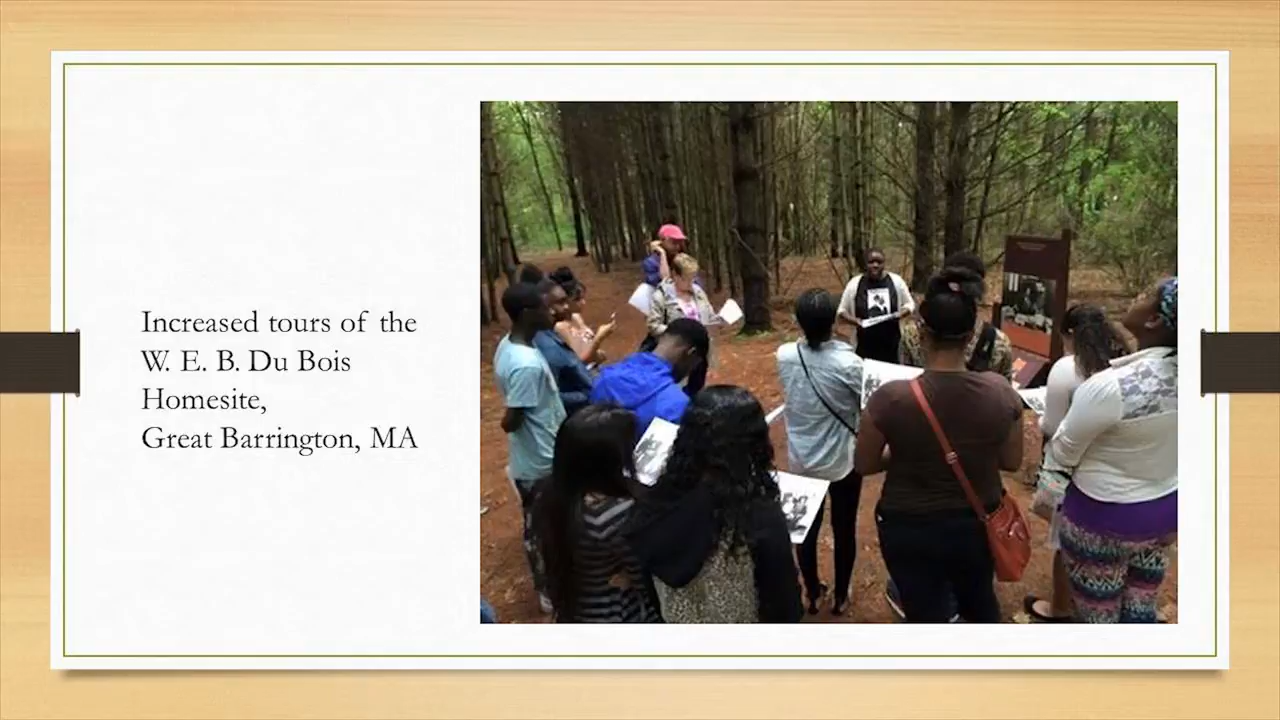 Increased tours of the
W. E. B. Du Bois
Homesite,
Great Barrington, MA